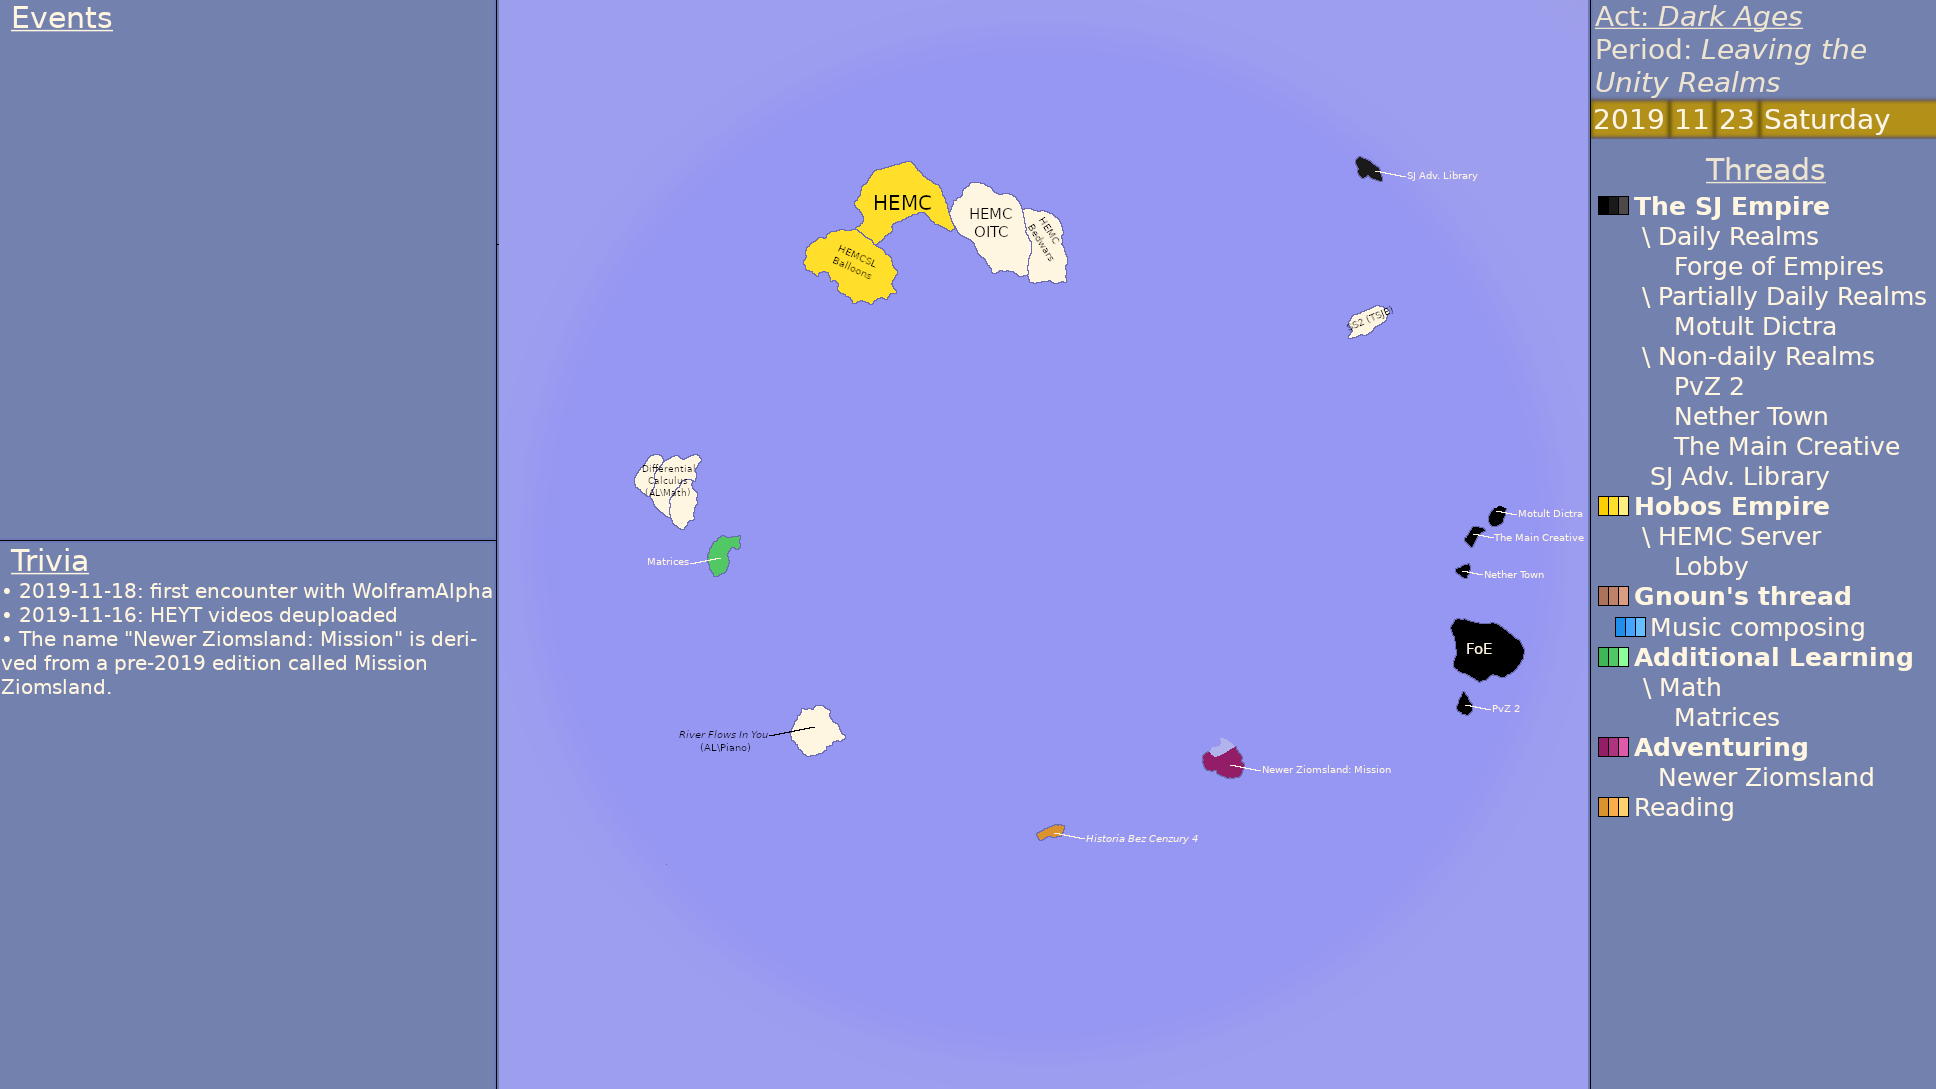 Events
Trivia
• 2019-11-18: first encounter with WolframAlpha
• 2019-11-16: HEYT videos deuploaded
• The name "Newer Ziomsland: Mission" is deri-
ved from a pre-2019 edition called Mission
Ziomsland.
HEMC
HEMCSL
Balloons
HEMC
OITC
HEMC
Bedwars
SJ Adv. Library
S2 (TSJE)
Differential
Calculus
(AL\Math)
Matrices
Motult Dictra
The Main Creative
Nether Town
FoE
PvZ 2
River Flows In You
(AL\Piano)
Newer Ziomsland: Mission
Historia Bez Cenzury 4
Act: Dark Ages
Period: Leaving the
Unity Realms
2019 11 23 Saturday
Threads
The SJ Empire
\ Daily Realms
Forge of Empires
\ Partially Daily Realms
Motult Dictra
\ Non-daily Realms
PvZ 2
Nether Town
The Main Creative
SJ Adv. Library
Hobos Empire
\ HEMC Server
Lobby
Gnoun's thread
Music composing
Additional Learning
\ Math
Matrices
Adventuring
Newer Ziomsland
Reading